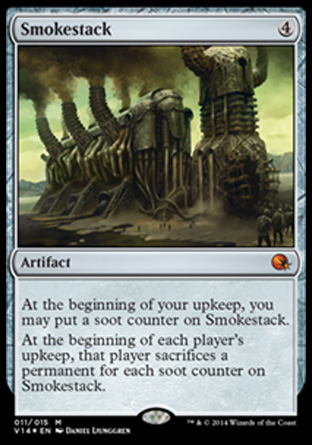 Smokestack 4
Artifact
At the beginning of your upkeep, you
may put a soot counter on Smokestack.
At the beginning of each player's
upkeep, that player sacrifices a
permanent for each soot counter on
Smokestack.
011/015 M
V14 ★ EN Daniel Ljunggren
™ & © 2014 Wizards of the Coast